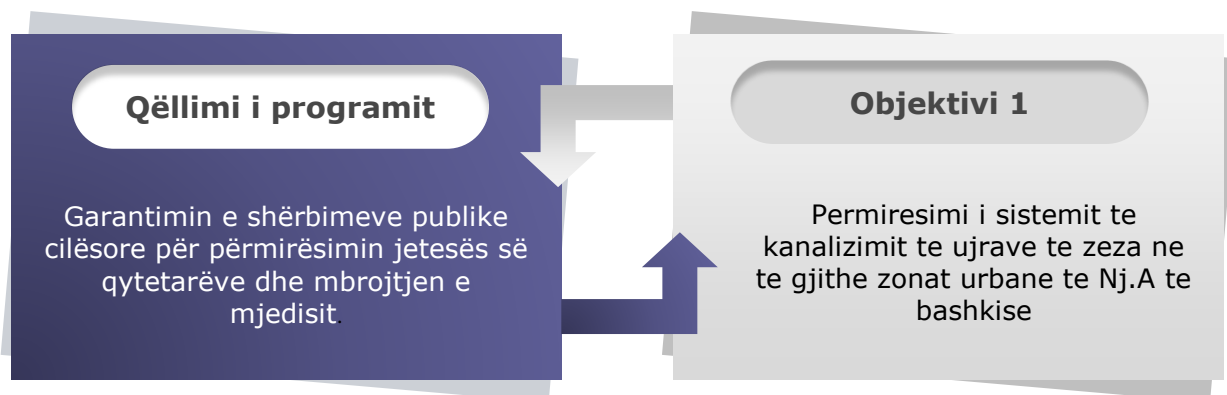 Qëllimi i programit
Garantimin e shërbimeve publike
cilësore për përmirësimin jetesës së
qytetarëve dhe mbrojtjen e
mjedisit.
Objektivi 1
Permiresimi i sistemit te
kanalizimit te ujrave te zeza ne
te gjithe zonat urbane te Nj.A te
bashkise